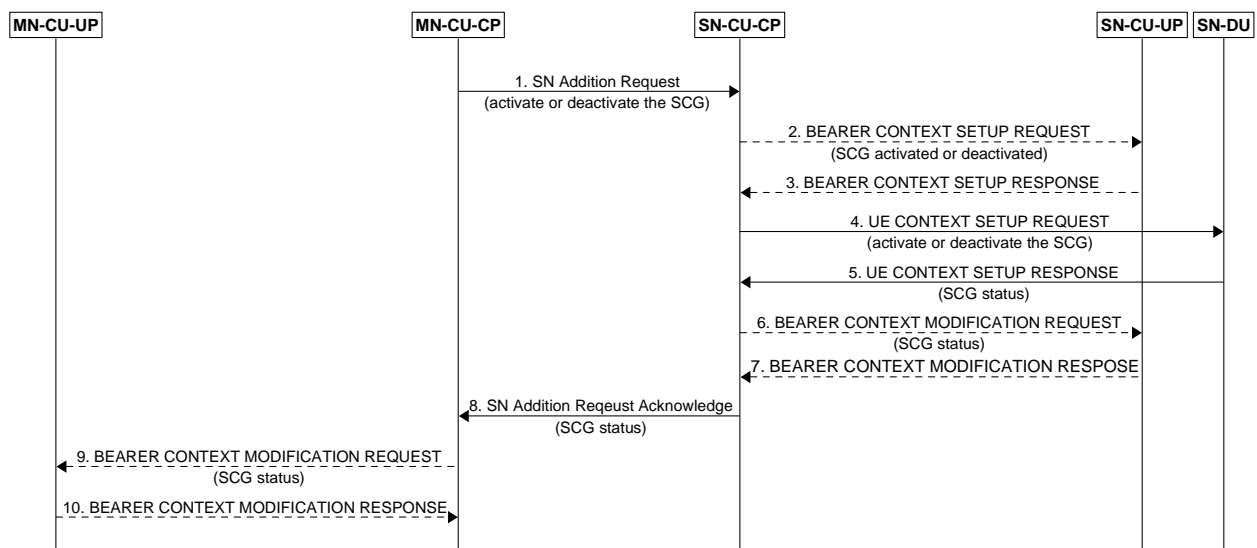 MN-CU-UP
MN-CU-CP
SN-CU-CP
SN-CU-UP
SN-DU
1. SN Addition Request
(activate or deactivate the SCG)
2. BEARER CONTEXT SETUP REQUEST
(SCG activated or deactivated)
3. BEARER CONTEXT SETUP RESPONSE
4. UE CONTEXT SETUP REQUEST
(activate or deactivate the SCG)
5. UE CONTEXT SETUP RESPONSE
(SCG status)
6. BEARER CONTEXT MODIFICATION REQUEST
(SCG status)
7. BEARER CONTEXT MODIFICATION RESPOSE
8. SN Addition Reqeust Acknowledge
(SCG status)
9. BEARER CONTEXT MODIFICATION REQUEST
(SCG status)
10. BEARER CONTEXT MODIFICATION RESPONSE